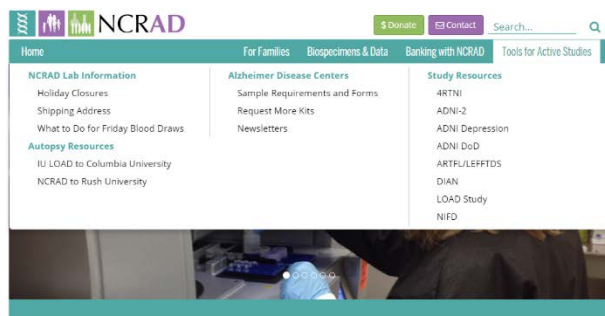 NCRAD
$ Donate
Contact
Search...
Home
For Families
Biospecimens & Data
Banking with NCRAD
Tools for Active Studies
NCRAD Lab Information
Holiday Closures
Shipping Address
What to Do for Friday Blood Draws
Autopsy Resources
IU LOAD to Columbia University
NCRAD to Rush University
Alzheimer Disease Centers
Sample Requirements and Forms
Request More Kits
Newsletters
Study Resources
4RTNI
ADNI-2
ADNI Depression
ADNI DoD
ARTFL/LEFFTDS
DIAN
LOAD Study
NIFD